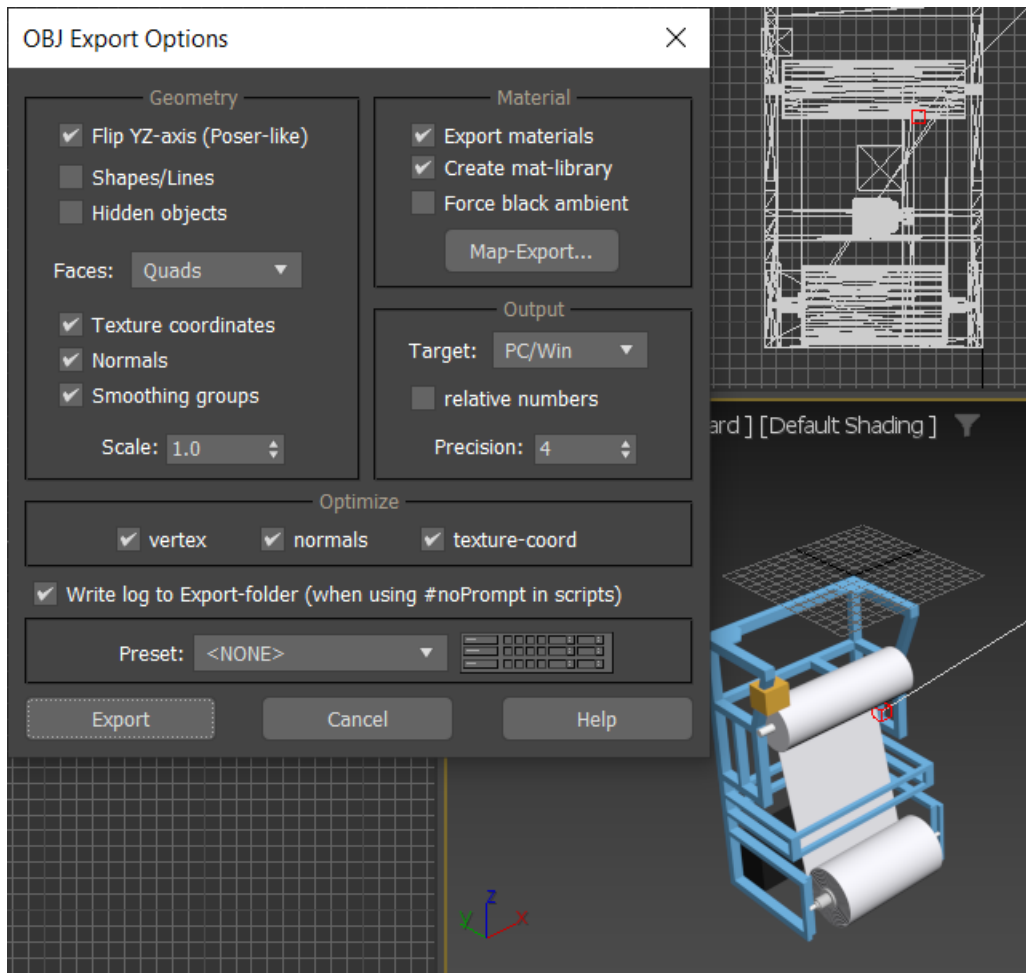 OBJ Export Options
Geometry
Flip YZ-axis (Poser-like)
Shapes/Lines
Hidden objects
Faces: Quads
Texture coordinates
Normals
Smoothing groups
Scale: 1.0
Material
Export materials
Create mat-library
Force black ambient
Map-Export...
Output
Target: PC/Win
relative numbers
Precision: 4
Optimize
vertex normals texture-coord
Write log to Export-folder (when using #noPrompt in scripts)
Preset: <NONE>
Export Cancel Help
ard ] [Default Shading ]
z
y x